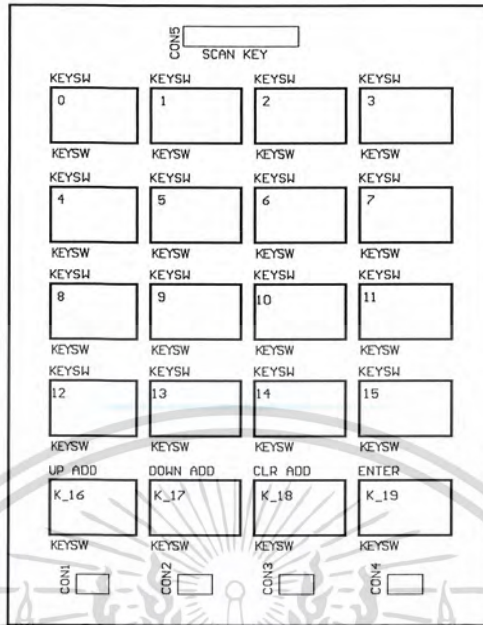 CON5
SCAN KEY
KEYSW KEYSW KEYSW KEYSW
0 1 2 3
KEYSW KEYSW KEYSW KEYSW
KEYSW KEYSW KEYSW KEYSW
4 5 6 7
KEYSW KEYSW KEYSW KEYSW
KEYSW KEYSW KEYSW KEYSW
8 9 10 11
KEYSW KEYSW KEYSW KEYSW
KEYSW KEYSW KEYSW KEYSW
12 13 14 15
KEYSW KEYSW KEYSW KEYSW
UP ADD DOWN ADD CLR ADD ENTER
K_16 K_17 K_18 K_19
KEYSW KEYSW KEYSW KEYSW
CON1 CON2 CON3 CON4